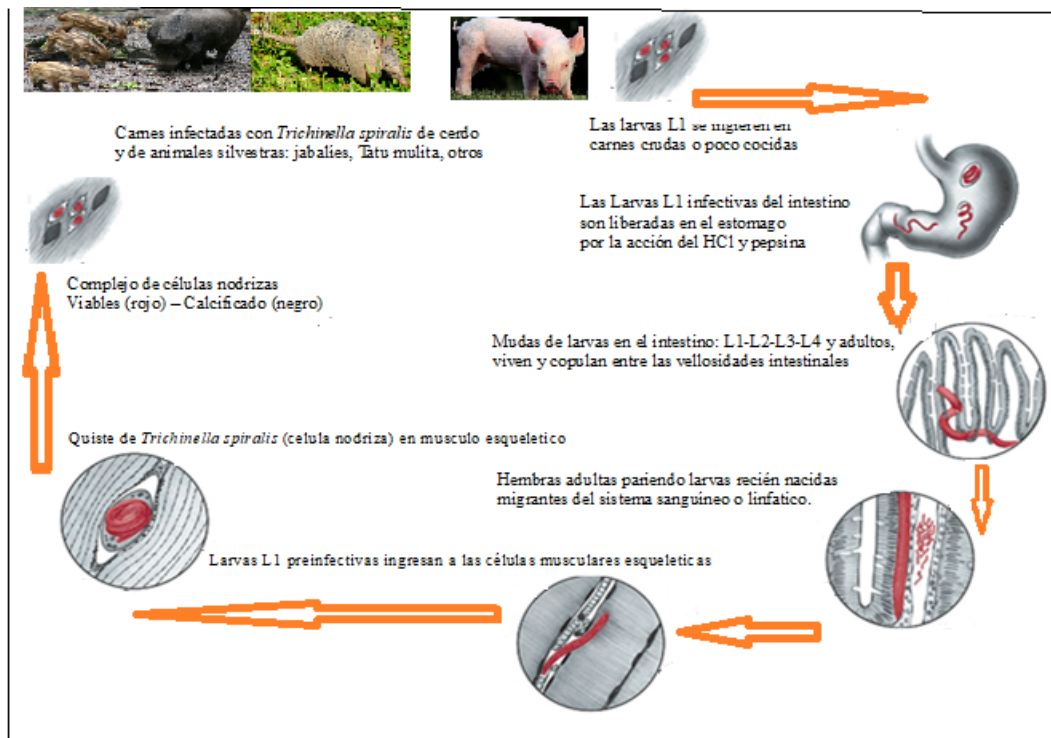 Carnes infectadas con Trichinella spiralis de cerdo
y de animales silvestras: jabalies, Tatu mulita, otros
Las larvas L1 se ingieren en
carnes crudas o poco cocidas
Las Larvas L1 infectivas del intestino
son liberadas en el estomago
por la acción del HCl y pepsina
Complejo de células nodrizas
Viables (rojo) – Calcificado (negro)
Mudas de larvas en el intestino: L1-L2-L3-L4 y adultos,
viven y copulan entre las vellosidades intestinales
Quiste de Trichinella spiralis (celula nodriza) en musculo esqueletico
Hembras adultas pariendo larvas recién nacidas
migrantes del sistema sanguíneo o linfatico.
Larvas L1 preinfectivas ingresan a las células musculares esqueleticas